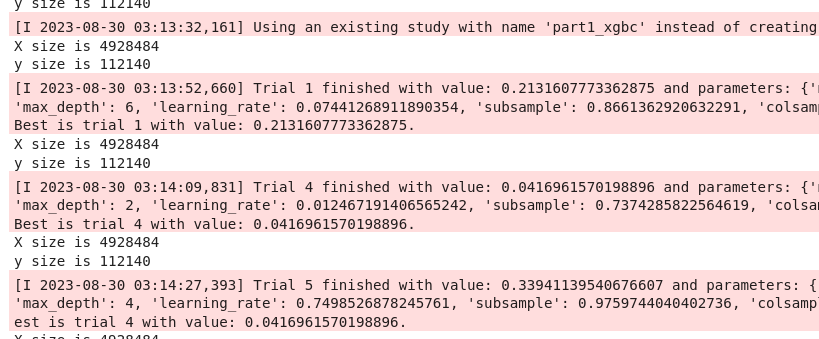 y size is 112140
[I 2023-08-30 03:13:32,161] Using an existing study with name 'part1_xgbc' instead of creating
X size is 4928484
y size is 112140
[I 2023-08-30 03:13:52,660] Trial 1 finished with value: 0.2131607773362875 and parameters: {'
'max_depth': 6, 'learning_rate': 0.07441268911890354, 'subsample': 0.8661362920632291, 'colsam
Best is trial 1 with value: 0.2131607773362875.
X size is 4928484
y size is 112140
[I 2023-08-30 03:14:09,831] Trial 4 finished with value: 0.0416961570198896 and parameters: {'
'max_depth': 2, 'learning_rate': 0.012467191406565242, 'subsample': 0.7374285822564619, 'colsa
Best is trial 4 with value: 0.0416961570198896.
X size is 4928484
y size is 112140
[I 2023-08-30 03:14:27,393] Trial 5 finished with value: 0.33941139540676607 and parameters: {
'max_depth': 4, 'learning_rate': 0.7498526878245761, 'subsample': 0.9759744040402736, 'colsamp
est is trial 4 with value: 0.0416961570198896.
X size is 4928484